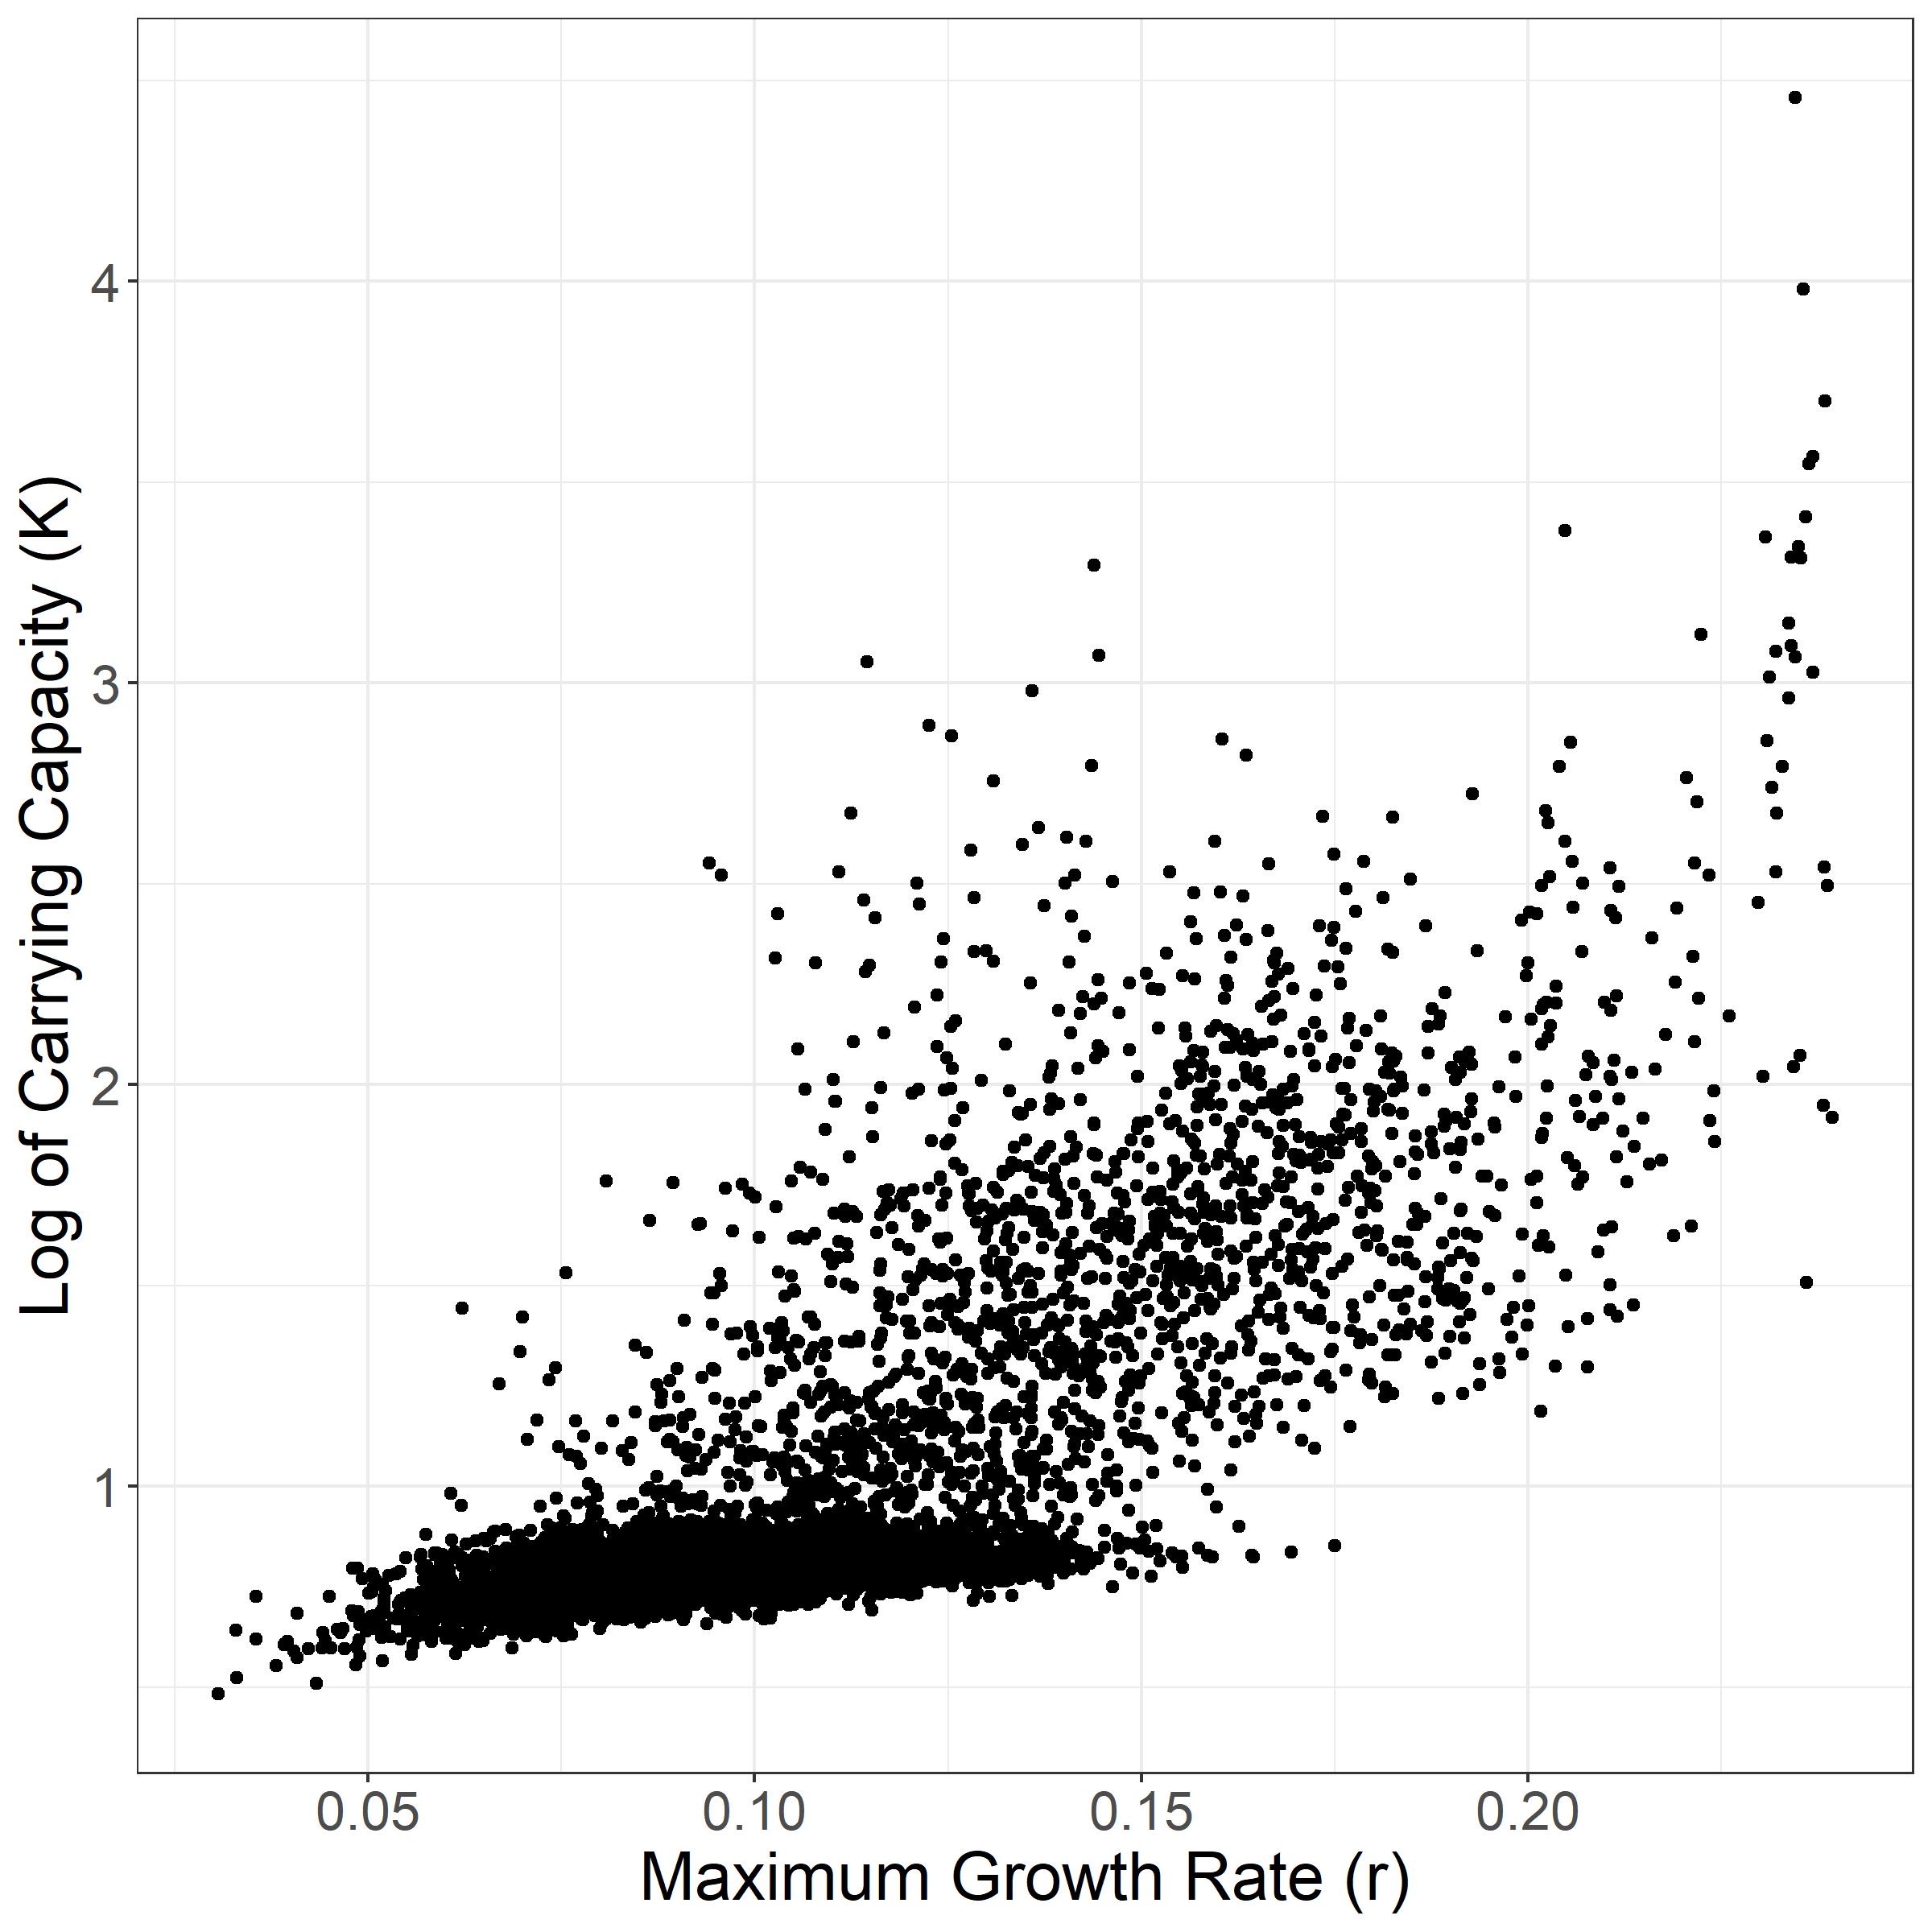 Log of Carrying Capacity (K)
4
3
2
1
0.05 0.10 0.15 0.20
Maximum Growth Rate (r)